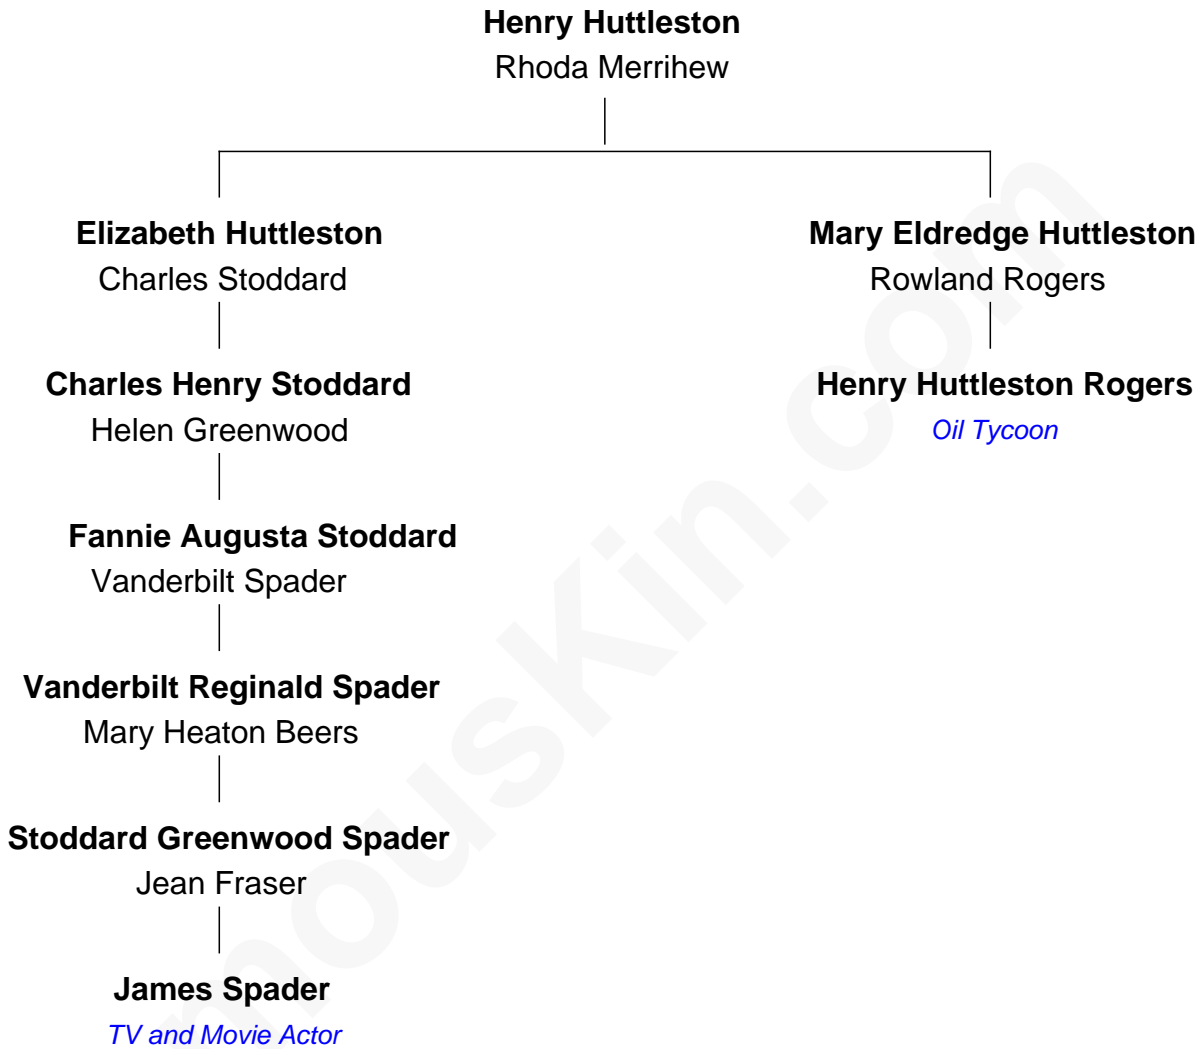 Henry Huttleston
Rhoda Merrihew
Elizabeth Huttleston
Charles Stoddard
Mary Eldredge Huttleston
Rowland Rogers
Charles Henry Stoddard
Helen Greenwood
Henry Huttleston Rogers
Oil Tycoon
Fannie Augusta Stoddard
Vanderbilt Spader
Vanderbilt Reginald Spader
Mary Heaton Beers
Stoddard Greenwood Spader
Jean Fraser
James Spader
TV and Movie Actor
mousKin.com